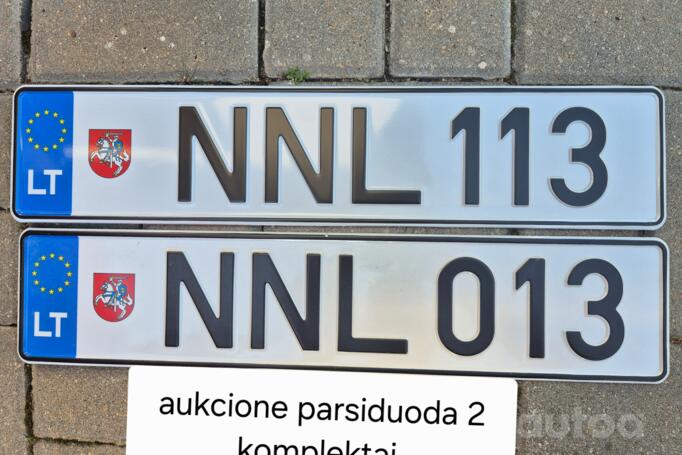 LT NNL 113
LT NNL 013
aukcione parsiduoda 2
komplektai
autoa